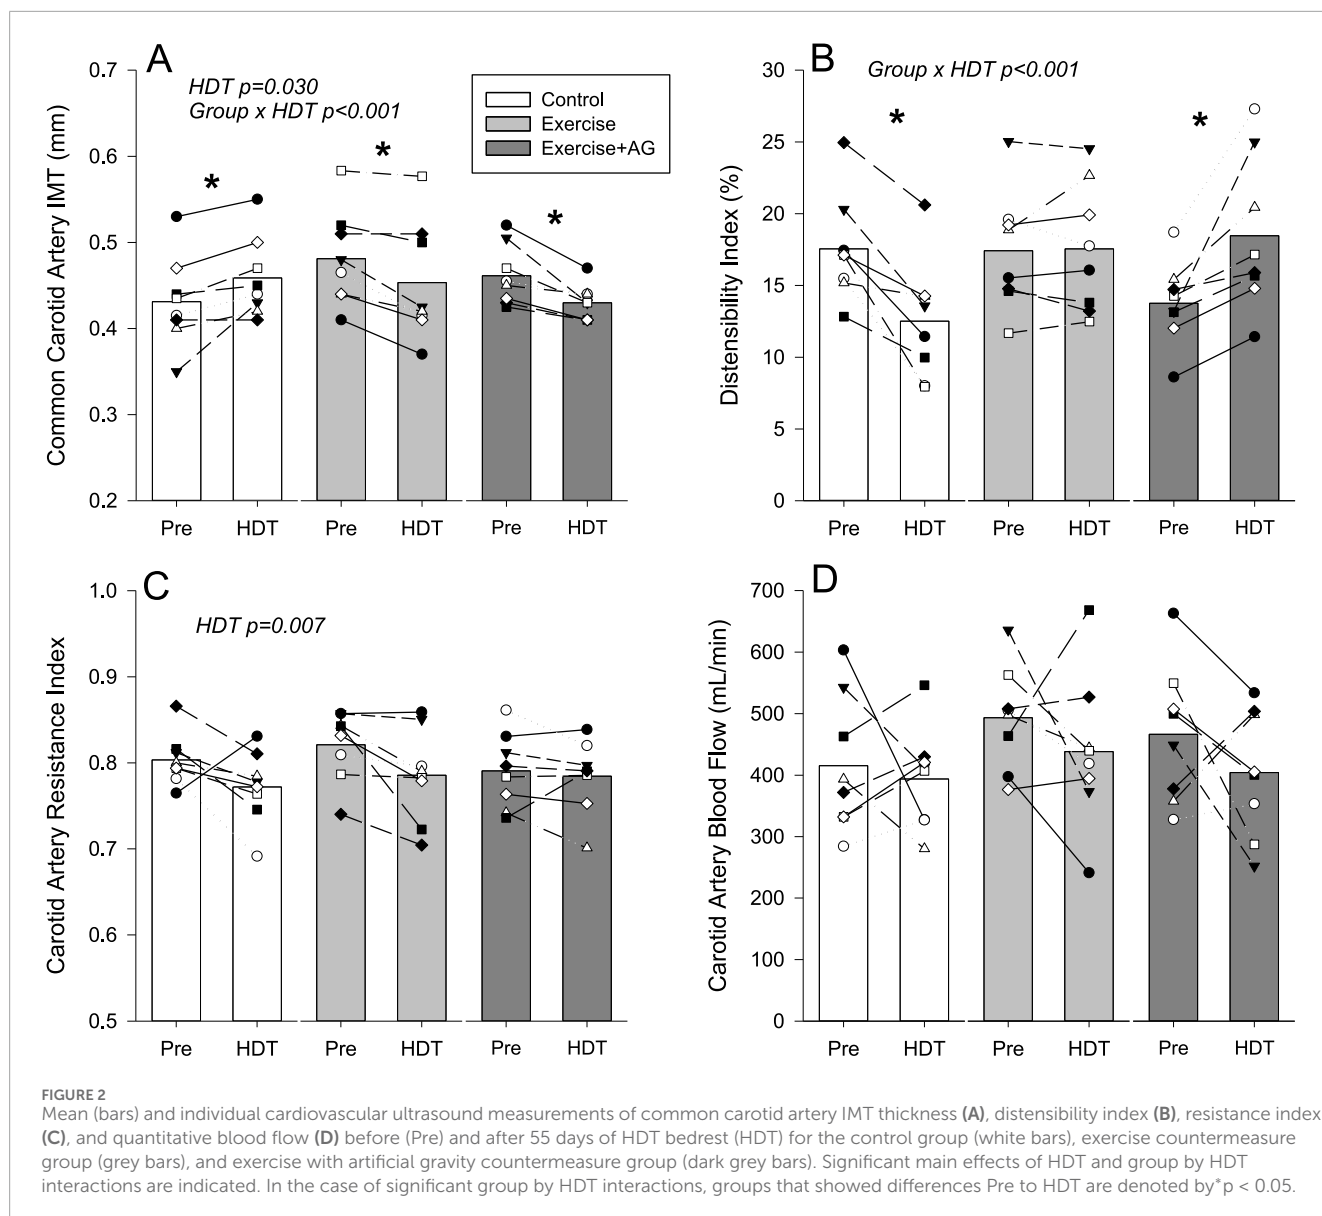 A
HDT p=0.030
Group x HDT p<0.001
Control
Exercise
Exercise+AG
*
*
*
Common Carotid Artery IMT (mm)
0.7
0.6
0.5
0.4
0.3
0.2
Pre HDT Pre HDT Pre HDT
B
Group x HDT p<0.001
*
*
Distensibility Index (%)
30
25
20
15
10
5
0
Pre HDT Pre HDT Pre HDT
C
HDT p=0.007
Carotid Artery Resistance Index
1.0
0.9
0.8
0.7
0.6
0.5
Pre HDT Pre HDT Pre HDT
D
Carotid Artery Blood Flow (mL/min)
700
600
500
400
300
200
100
0
Pre HDT Pre HDT Pre HDT
FIGURE 2
Mean (bars) and individual cardiovascular ultrasound measurements of common carotid artery IMT thickness (A), distensibility index (B), resistance index
(C), and quantitative blood flow (D) before (Pre) and after 55 days of HDT bedrest (HDT) for the control group (white bars), exercise countermeasure
group (grey bars), and exercise with artificial gravity countermeasure group (dark grey bars). Significant main effects of HDT and group by HDT
interactions are indicated. In the case of significant group by HDT interactions, groups that showed differences Pre to HDT are denoted by*p < 0.05.